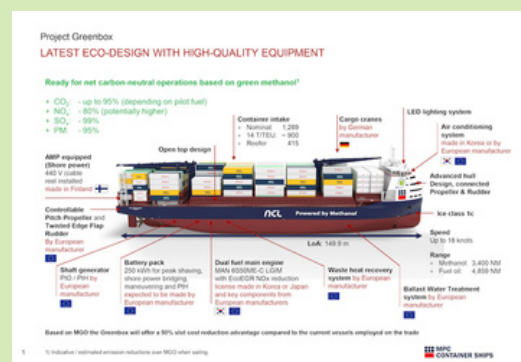 Project Greenbox
LATEST ECO-DESIGN WITH HIGH-QUALITY EQUIPMENT
Ready for net carbon-neutral operations based on green methanol¹
+ CO₂ - up to 95% (depending on pilot fuel)
+ NOₓ - 80% (potentially higher)
+ SOₓ - 99%
+ PM - 95%
Container intake
Nominal: 1,289
14 T/TEU: ~ 900
Reefer 415
Cargo cranes
by German
manufacturer
LED lighting system
Air conditioning
system
made in Korea or by
European manufacturer
Open top design
AMP equipped
(Shore power)
440 V (cable
reel installed
made in Finland
Advanced hull
Design, connected
Propeller & Rudder
Ice class 1c
NCL
Powered by Methanol
Controllable
Pitch-Propeller and
Twisted Edge Flap
Rudder
By European
manufacturer
LoA: 149.9 m
Speed
Up to 18 knots
Range
Methanol: 3,400 NM
Fuel oil: 4,859 NM
Shaft generator
PTO / PIH by
European
manufacturer
Battery pack
250 kWh for peak shaving,
shore power bridging,
maneuvering and PIH
expected to be made by
European manufacturer
Dual fuel main engine
MAN 6S50ME-C LGIM
with EcoEGR NOx reduction
license made in Korea or Japan
and key components from
European manufacturers
Waste heat recovery
system by European
manufacturer
Ballast Water Treatment
system by European
manufacturer
Based on MGO the Greenbox will offer a 50% slot cost reduction advantage compared to the current vessels employed on the trade
1) Indicative / estimated emission reductions over MGO when sailing.
MPC
CONTAINER SHIPS